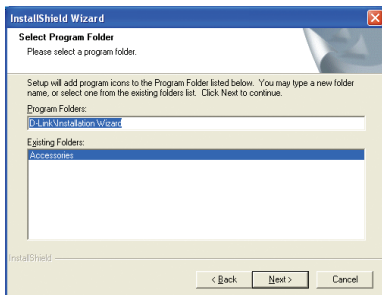 InstallShield Wizard
Select Program Folder
Please select a program folder.
Setup will add program icons to the Program Folder listed below. You may type a new folder
name, or select one from the existing folders list. Click Next to continue.
Program Folders:
D-Link\Installation Wizard
Existing Folders:
Accessories
InstallShield
< Back Next > Cancel